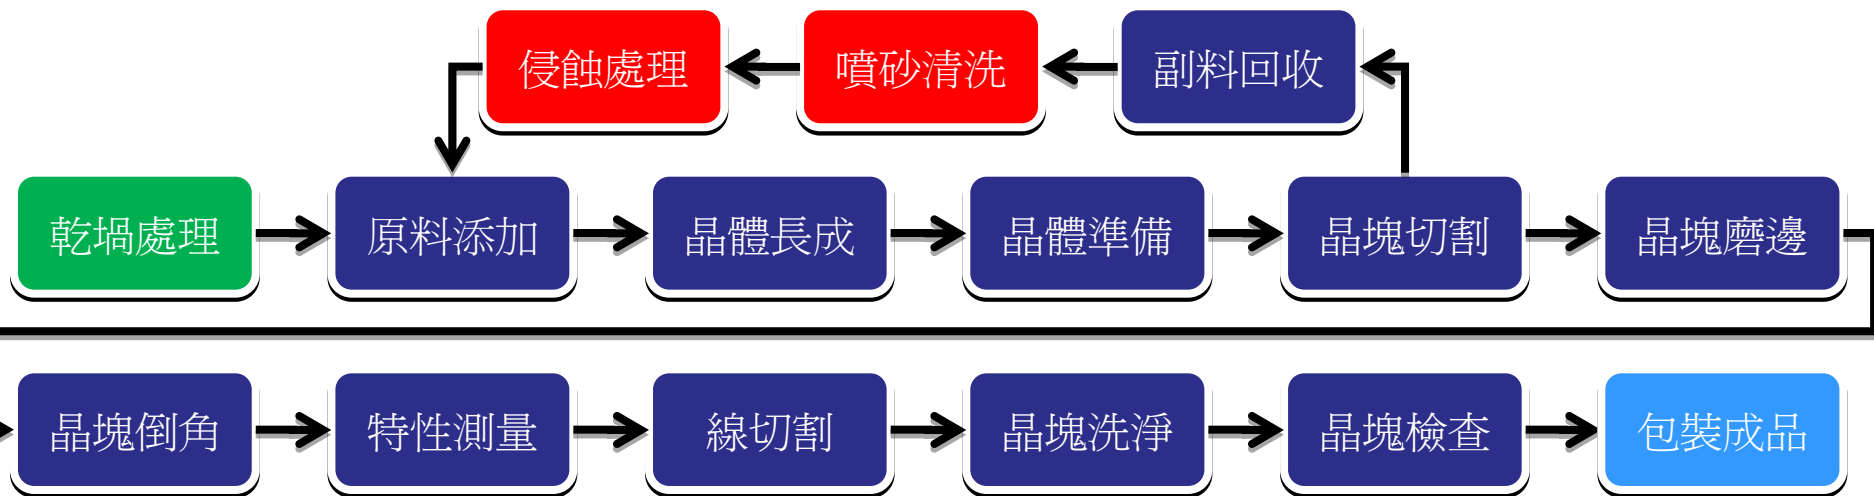 侵蝕處理
噴砂清洗
副料回收
乾堝處理
原料添加
晶體長成
晶體準備
晶塊切割
晶塊磨邊
晶塊倒角
特性測量
線切割
晶塊洗淨
晶塊檢查
包裝成品